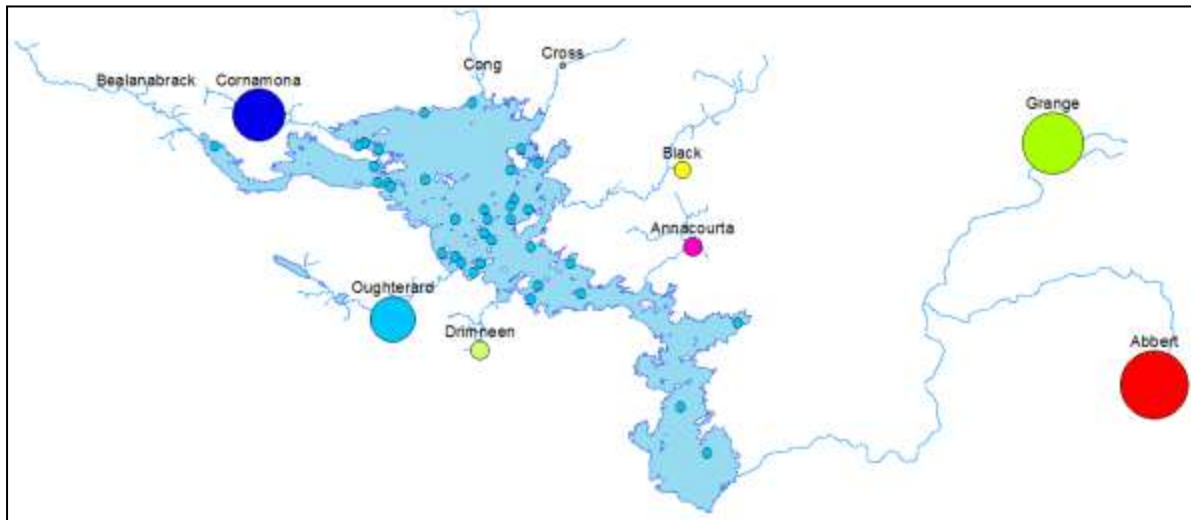 Cong
Cross
Bealanabrack
Cornamona
Grange
Black
Annacourta
Oughterard
Drimneen
Abbert